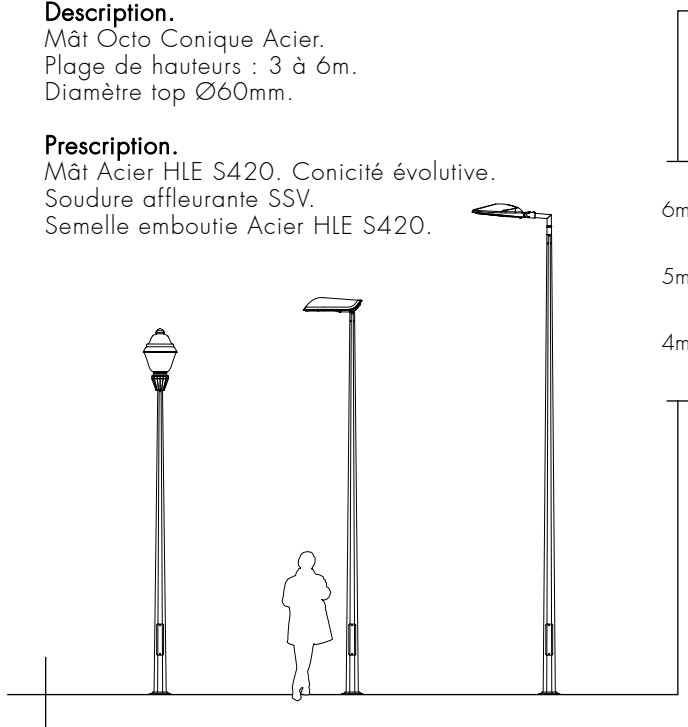 Description.
Mât Octo Conique Acier.
Plage de hauteurs : 3 à 6m.
Diamètre top Ø60mm.
Prescription.
Mât Acier HLE S420. Conicité évolutive.
Soudure affleurante SSV.
Semelle emboutie Acier HLE S420.
6m
5m
4m